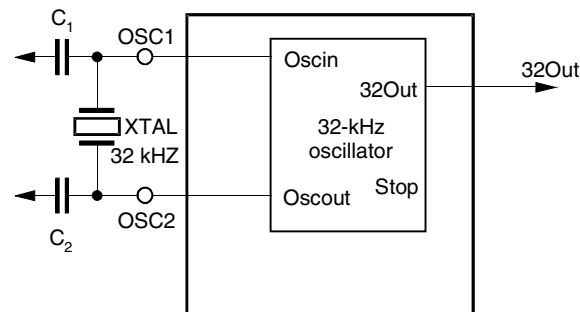 C1
OSC1
Oscin
32Out
32Out
XTAL
32 kHZ
32-kHz
oscillator
Stop
Oscout
OSC2
C2